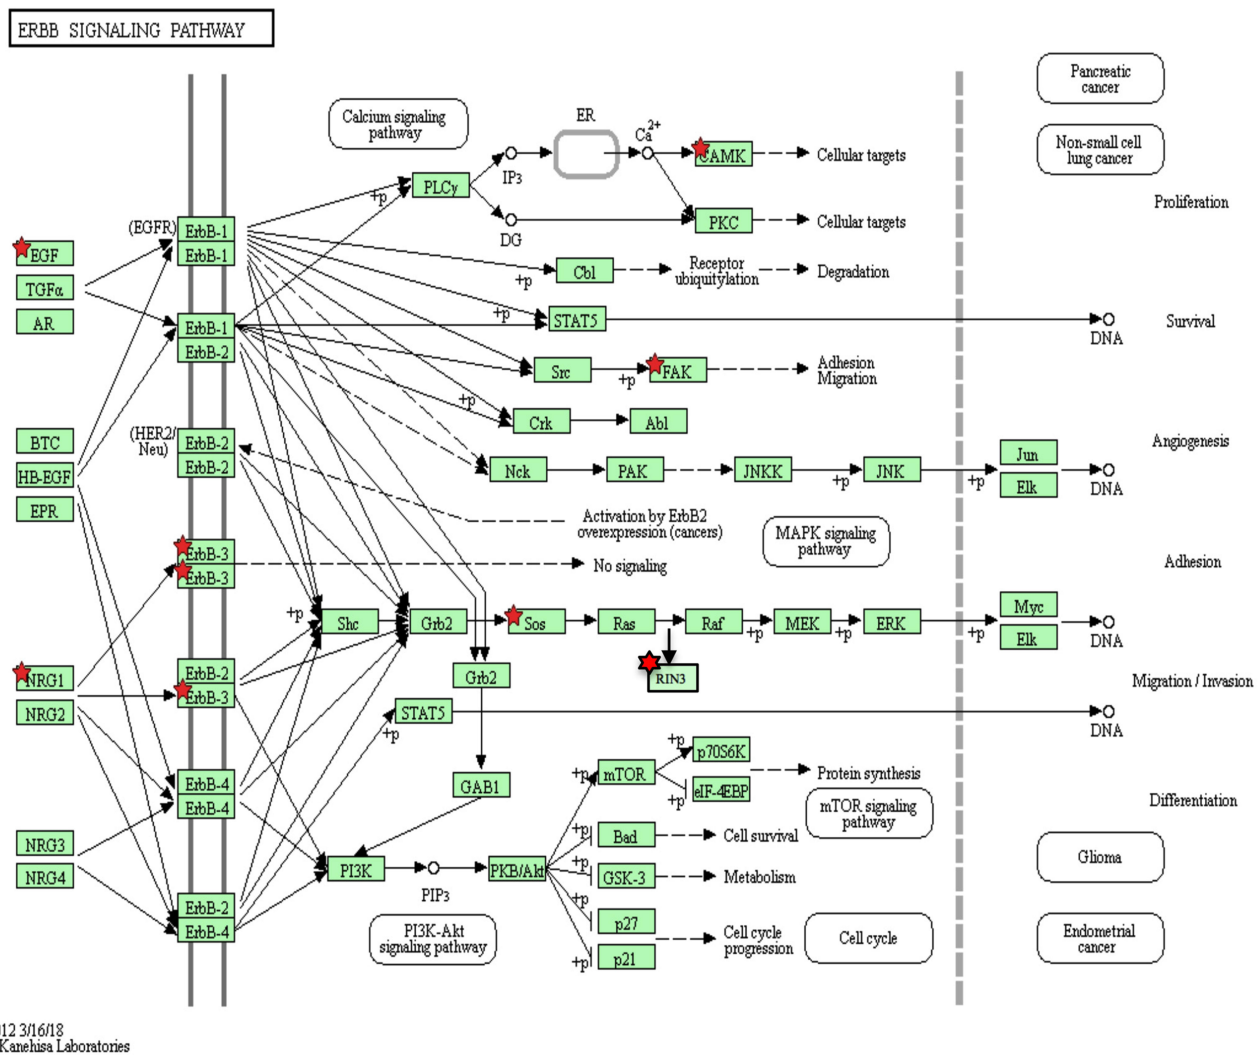 ERBB SIGNALING PATHWAY
Pancreatic
cancer
Calcium signaling
pathway
ER
Ca2+
Non-small cell
lung cancer
CAMK
Cellular targets
IP3
PLCγ
+p
Proliferation
DG
PKC
Cellular targets
(EGFR)
ErbB-1
ErbB-1
EGF
TGFα
AR
Cbl
+p
Receptor
ubiquitylation
Degradation
ErbB-1
ErbB-2
+p
STAT5
DNA
Survival
Src
+p
FAK
Adhesion
Migration
+p
Crk
Abl
BTC
HB-EGF
EPR
(HER2/
Neu)
ErbB-2
ErbB-2
Angiogenesis
Nck
PAK
JNKK
+p
JNK
+p
Jun
Elk
DNA
Activation by ErbB2
overexpression (cancers)
MAPK signaling
pathway
ErbB-3
ErbB-3
No signaling
Adhesion
+p
Shc
Grb2
Sos
Ras
Raf
+p
MEK
+p
ERK
+p
Myc
Elk
DNA
RIN3
NRG1
NRG2
ErbB-2
ErbB-3
Grb2
Migration / Invasion
STAT5
+p
DNA
GAB1
+p
mTOR
+p
p70S6K
+p
eIF-4EBP
Protein synthesis
mTOR signaling
pathway
Differentiation
ErbB-4
ErbB-4
NRG3
NRG4
+p
Bad
Cell survival
Glioma
PI3K
PIP3
PKB/Akt
+p
GSK-3
Metabolism
ErbB-2
ErbB-4
PI3K-Akt
signaling pathway
+p
p27
+p
p21
Cell cycle
progression
Cell cycle
Endometrial
cancer
12 3/16/18
Kanehisa Laboratories